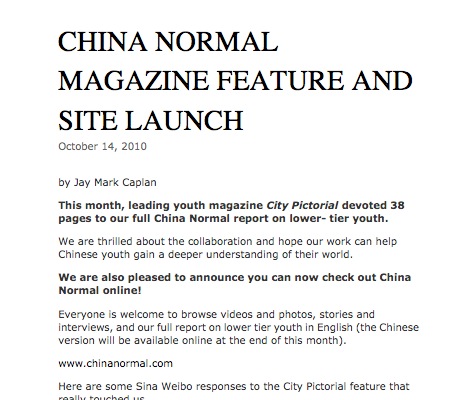 CHINA NORMAL
MAGAZINE FEATURE AND
SITE LAUNCH
October 14, 2010
by Jay Mark Caplan
This month, leading youth magazine City Pictorial devoted 38
pages to our full China Normal report on lower- tier youth.
We are thrilled about the collaboration and hope our work can help
Chinese youth gain a deeper understanding of their world.
We are also pleased to announce you can now check out China
Normal online!
Everyone is welcome to browse videos and photos, stories and
interviews, and our full report on lower tier youth in English (the Chinese
version will be available online at the end of this month).
www.chinanormal.com
Here are some Sina Weibo responses to the City Pictorial feature that
really touched us